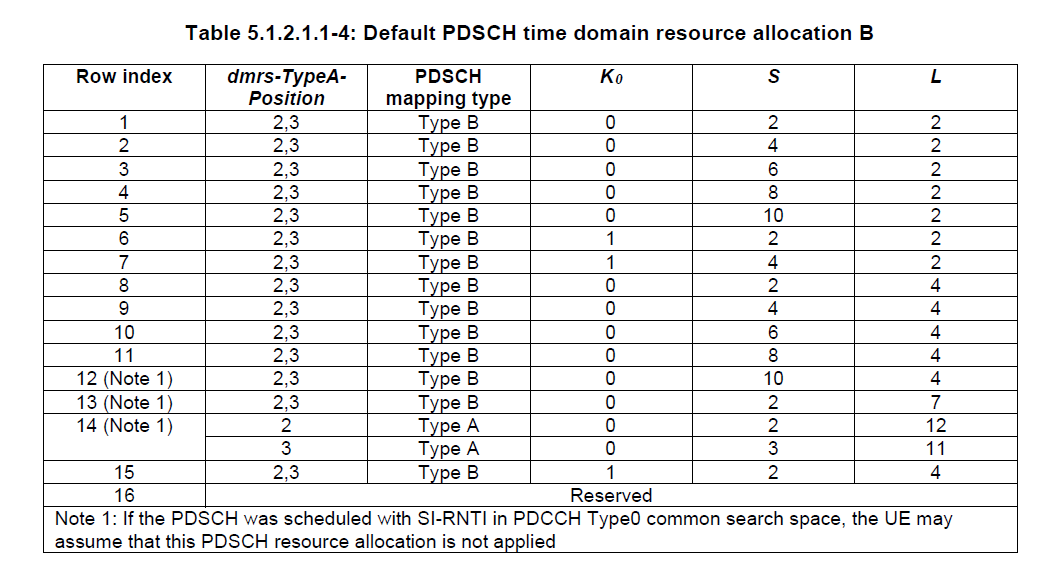 Table 5.1.2.1.1-4: Default PDSCH time domain resource allocation B
Row index dmrs-TypeA-Position PDSCH mapping type K0 S L
1 2,3 Type B 0 2 2
2 2,3 Type B 0 4 2
3 2,3 Type B 0 6 2
4 2,3 Type B 0 8 2
5 2,3 Type B 0 10 2
6 2,3 Type B 1 2 2
7 2,3 Type B 1 4 2
8 2,3 Type B 0 2 4
9 2,3 Type B 0 4 4
10 2,3 Type B 0 6 4
11 2,3 Type B 0 8 4
12 (Note 1) 2,3 Type B 0 10 4
13 (Note 1) 2,3 Type B 0 2 7
14 (Note 1) 2 Type A 0 2 12
3 Type A 0 3 11
15 2,3 Type B 1 2 4
16 Reserved
Note 1: If the PDSCH was scheduled with SI-RNTI in PDCCH Type0 common search space, the UE may
assume that this PDSCH resource allocation is not applied